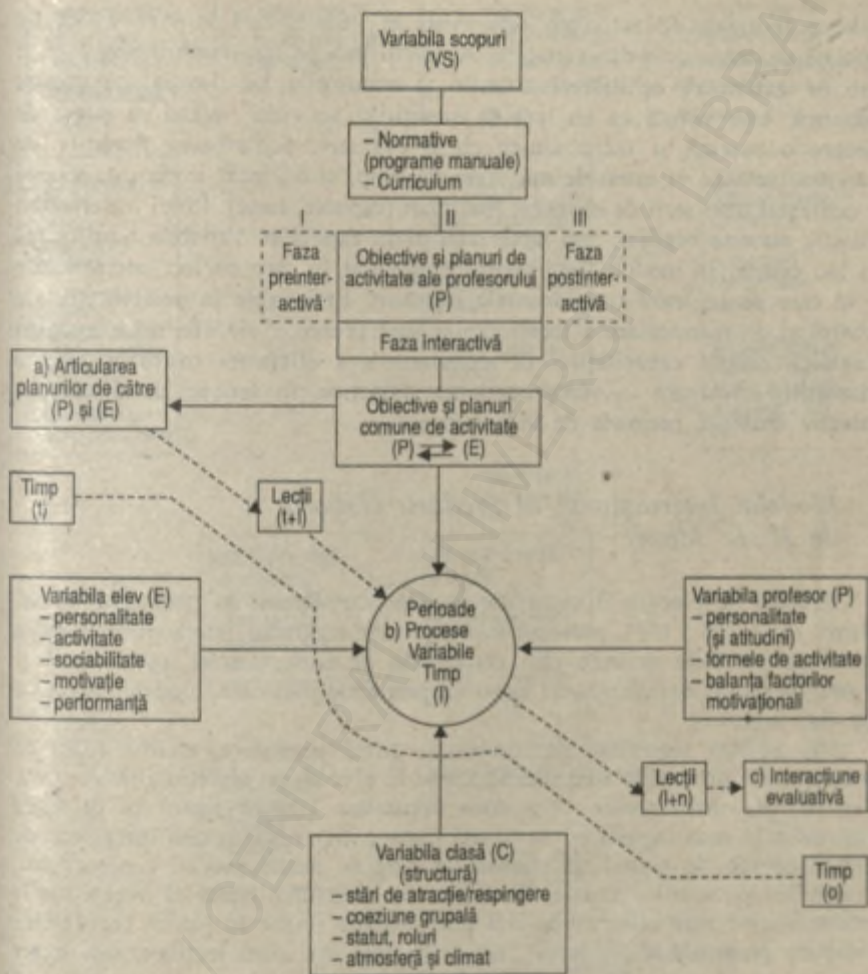 Variabila scopuri
(VS)
– Normative
(programe manuale)
– Curriculum
I
II
III
Faza
preinter-
activă
Obiective și planuri de
activitate ale profesorului
(P)
Faza
postinter-
activă
Faza interactivă
a) Articularea
planurilor de către
(P) și (E)
Obiective și planuri
comune de activitate
(P) ⇄ (E)
Timp
(t)
Lecții
(t+l)
Variabila elev (E)
– personalitate
– activitate
– sociabilitate
– motivație
– performanță
Perioade
b) Procese
Variabile
Timp
(l)
Variabila profesor (P)
– personalitate
(și atitudini)
– formele de activitate
– balanța factorilor
motivaționali
Lecții
(l+n)
c) Interacțiune
evaluativă
Variabila clasă (C)
(structură)
– stări de atracție/respingere
– coeziune grupală
– statut, roluri
– atmosferă și climat
Timp
(o)
CENTRAL UNIVERSITY LIBRARY